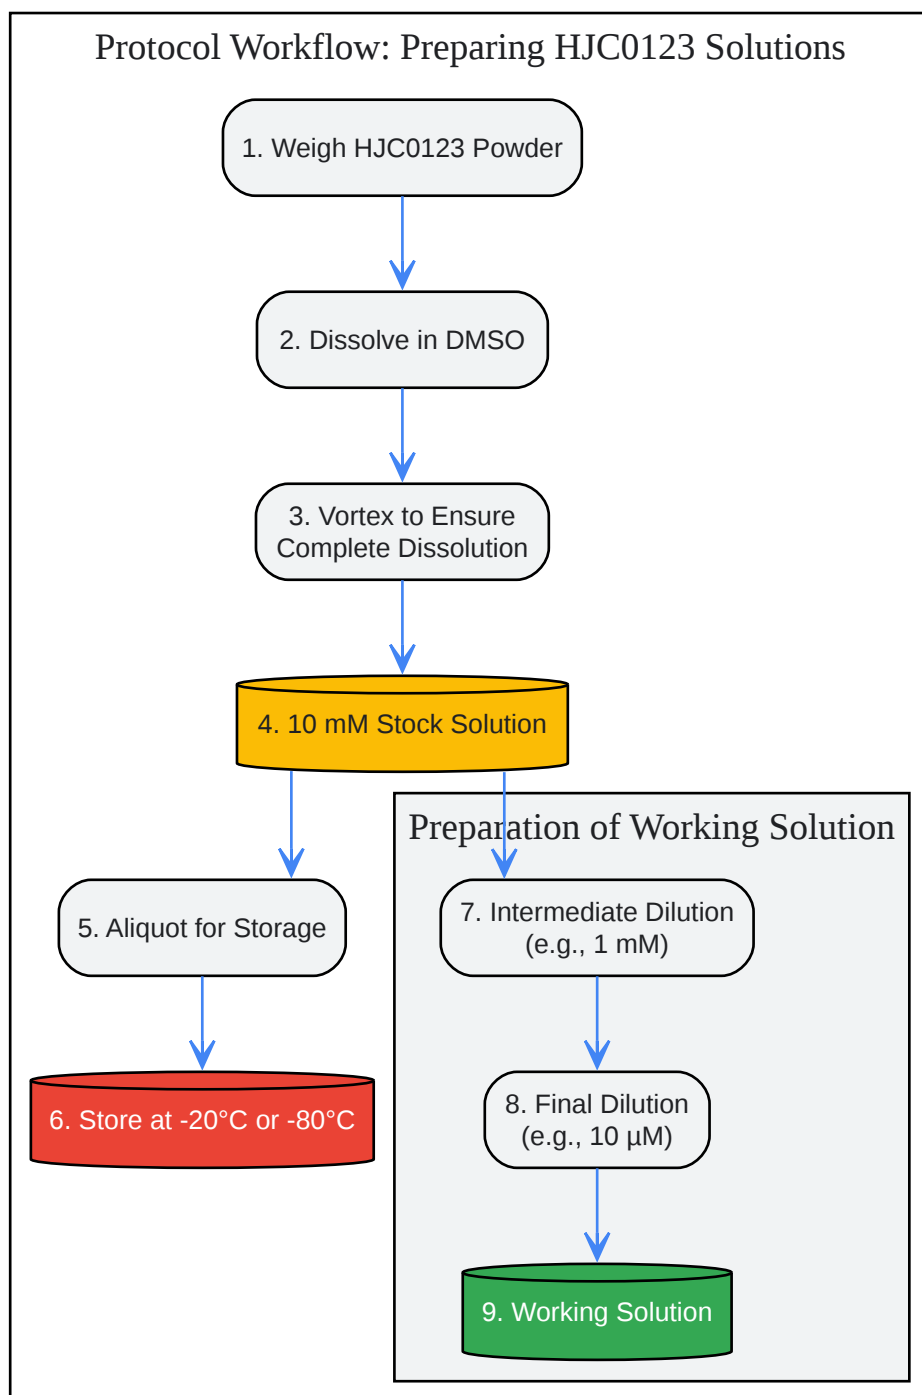 Protocol Workflow: Preparing HJC0123 Solutions
1. Weigh HJC0123 Powder
2. Dissolve in DMSO
3. Vortex to Ensure
Complete Dissolution
4. 10 mM Stock Solution
Preparation of Working Solution
5. Aliquot for Storage
7. Intermediate Dilution
(e.g., 1 mM)
6. Store at -20°C or -80°C
8. Final Dilution
(e.g., 10 µM)
9. Working Solution